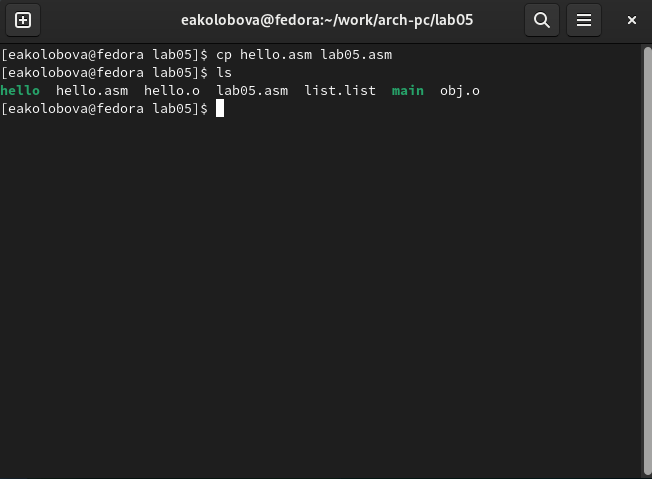 eakolobova@fedora:~/work/arch-pc/lab05
[eakolobova@fedora lab05]$ cp hello.asm lab05.asm
[eakolobova@fedora lab05]$ ls
hello  hello.asm  hello.o  lab05.asm  list.list  main  obj.o
[eakolobova@fedora lab05]$